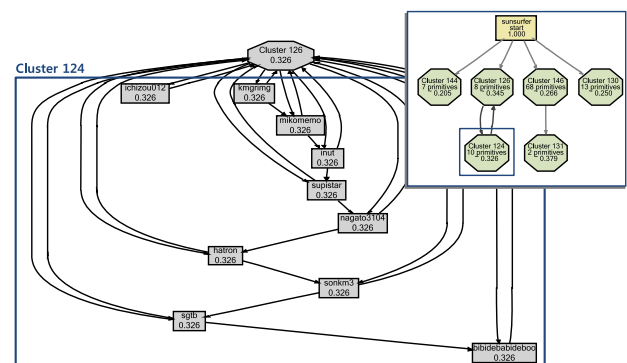 Cluster 124
Cluster 126
0.326
ichizou012
0.326
kmgnmg
0.326
mikomemo
0.326
inut
0.326
supistar
0.326
nagato3104
0.326
hatron
0.326
sonkm3
0.326
sgtb
0.326
bibidebabideboo
0.326
sunsurfer
start
1.000
Cluster 144
7 primitives
0.205
Cluster 126
8 primitives
0.345
Cluster 146
68 primitives
0.266
Cluster 130
13 primitives
0.250
Cluster 124
10 primitives
0.326
Cluster 131
2 primitives
0.379